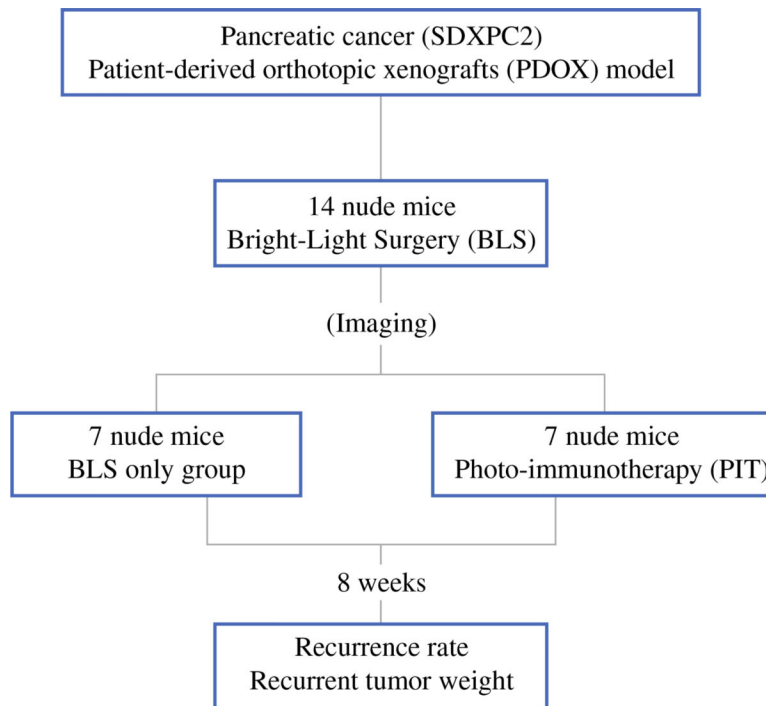 Pancreatic cancer (SDXPC2)
Patient-derived orthotopic xenografts (PDOX) model
14 nude mice
Bright-Light Surgery (BLS)
(Imaging)
7 nude mice
BLS only group
7 nude mice
Photo-immunotherapy (PIT)
8 weeks
Recurrence rate
Recurrent tumor weight